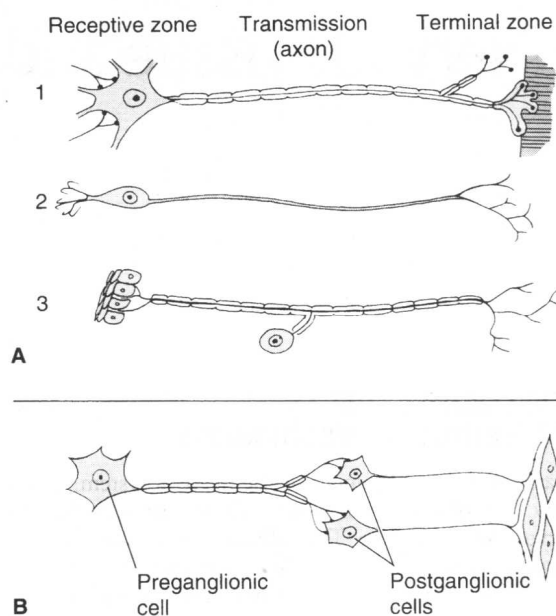 Receptive zone Transmission (axon) Terminal zone
1
2
3
A
Preganglionic cell
Postganglionic cells
B